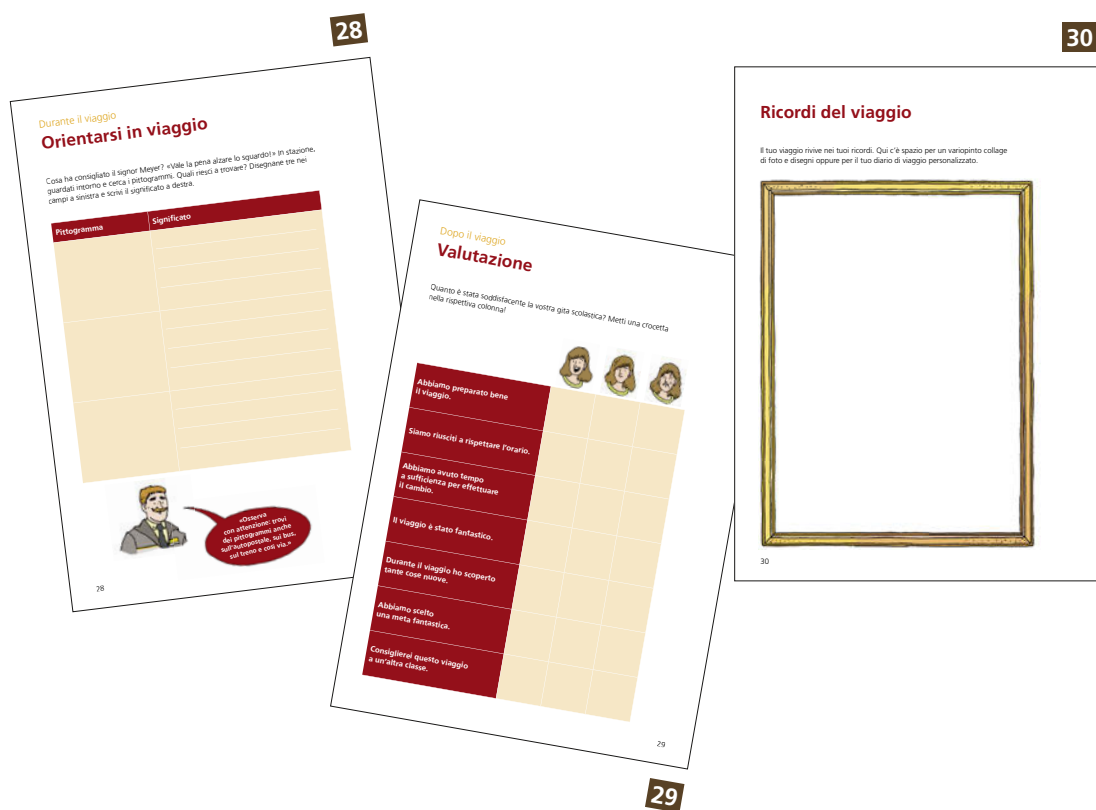 28
Durante il viaggio
Orientarsi in viaggio
Cosa ha consigliato il signor Meyer? «Vale la pena alzare lo sguardo!» In stazione,
guardati intorno e cerca i pittogrammi. Quali riesci a trovare? Disegnane tre nei
campi a sinistra e scrivi il significato a destra.
Pittogramma Significato
«Osserva
con attenzione: trovi
dei pittogrammi anche
sull'autopostale, sui bus,
sul treno e così via.»
28
Dopo il viaggio
Valutazione
Quanto è stata soddisfacente la vostra gita scolastica? Metti una crocetta
nella rispettiva colonna!
Abbiamo preparato bene
il viaggio.
Siamo riusciti a rispettare l'orario.
Abbiamo avuto tempo
a sufficienza per effettuare
il cambio.
Il viaggio è stato fantastico.
Durante il viaggio ho scoperto
tante cose nuove.
Abbiamo scelto
una meta fantastica.
Consiglierei questo viaggio
a un'altra classe.
29
29
30
Ricordi del viaggio
Il tuo viaggio rivive nei tuoi ricordi. Qui c'è spazio per un variopinto collage
di foto e disegni oppure per il tuo diario di viaggio personalizzato.
30